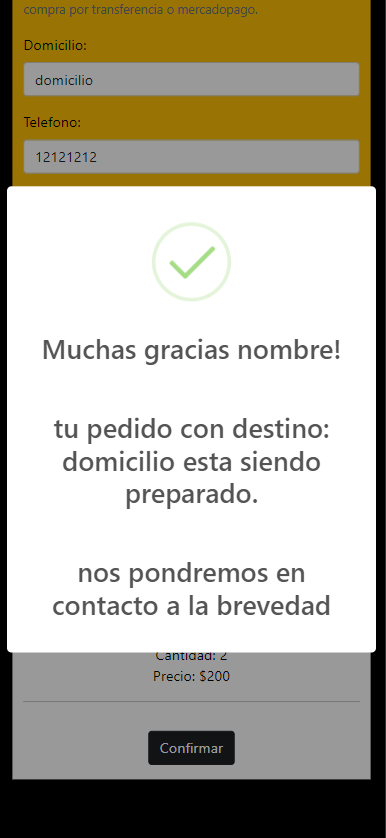 compra por transferencia o mercadopago.
Domicilio:
domicilio
Telefono:
12121212
Muchas gracias nombre!
tu pedido con destino:
domicilio esta siendo
preparado.
nos pondremos en
contacto a la brevedad
Cantidad: 2
Precio: $200
Confirmar